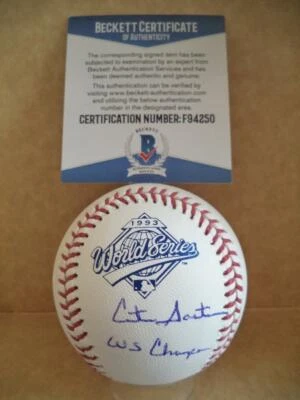 BECKETT CERTIFICATE
OF AUTHENTICITY
The corresponding signed item has been
subjected to examination by an expert from
Beckett Authentication Services and has
been deemed authentic and genuine.
This authentication can be verified by
visiting www.beckett-authentication.com
and utilizing the below number in the
designated area.
CERTIFICATION NUMBER: F94250
BECKETT
B
1993
World Series
WS Champs